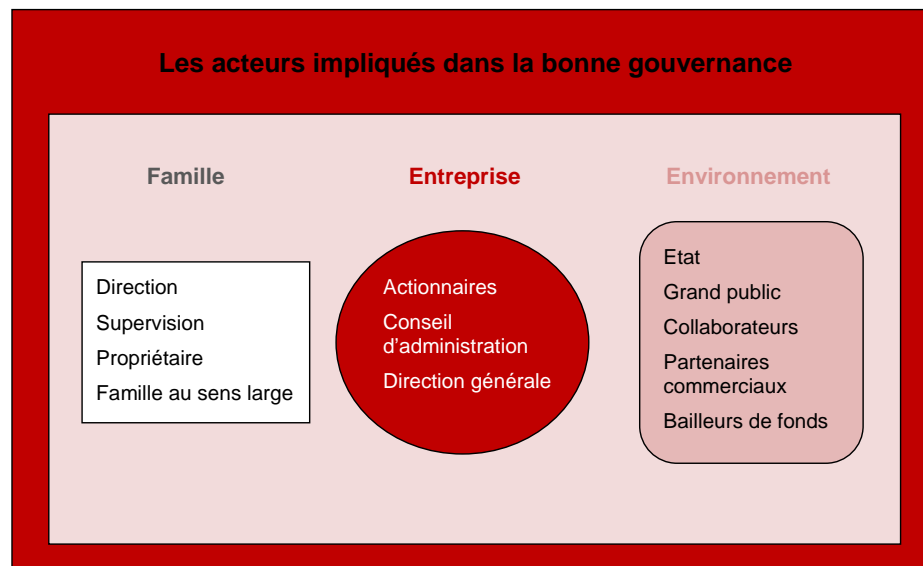 Les acteurs impliqués dans la bonne gouvernance
Famille
Direction
Supervision
Propriétaire
Famille au sens large
Entreprise
Actionnaires
Conseil
d'administration
Direction générale
Environnement
Etat
Grand public
Collaborateurs
Partenaires
commerciaux
Bailleurs de fonds